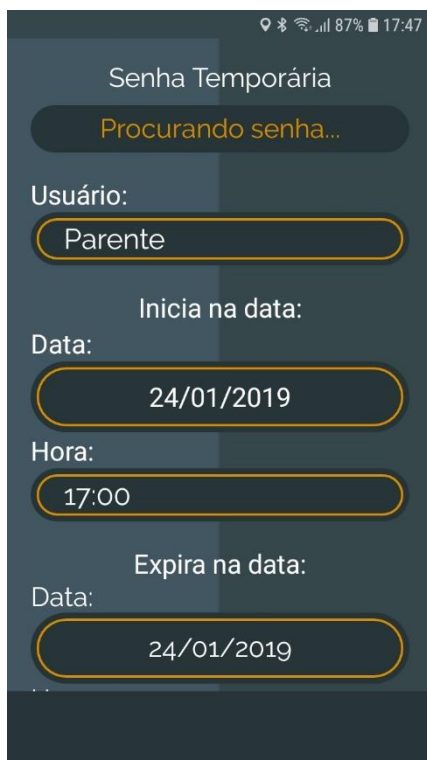 87% 17:47
Senha Temporária
Procurando senha...
Usuário:
Parente
Inicia na data:
Data:
24/01/2019
Hora:
17:00
Expira na data:
Data:
24/01/2019